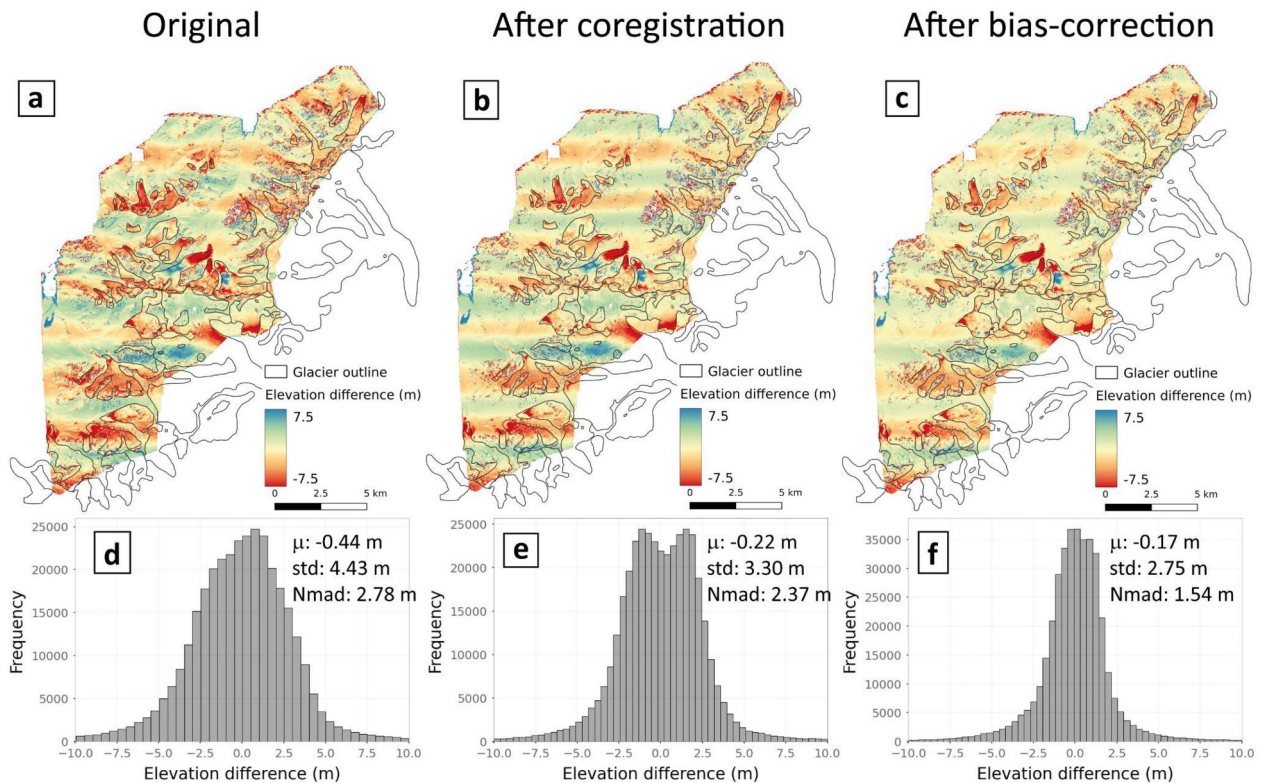 Original
After coregistration
After bias-correction
a
b
c
Glacier outline
Elevation difference (m)
7.5
-7.5
0 2.5 5 km
Glacier outline
Elevation difference (m)
7.5
-7.5
0 2.5 5 km
Glacier outline
Elevation difference (m)
7.5
-7.5
0 2.5 5 km
d
μ: -0.44 m
std: 4.43 m
Nmad: 2.78 m
Frequency
25000
20000
15000
10000
5000
0
−10.0 −7.5 −5.0 −2.5 0.0 2.5 5.0 7.5 10.0
Elevation difference (m)
e
μ: -0.22 m
std: 3.30 m
Nmad: 2.37 m
Frequency
25000
20000
15000
10000
5000
0
−10.0 −7.5 −5.0 −2.5 0.0 2.5 5.0 7.5 10.0
Elevation difference (m)
f
μ: -0.17 m
std: 2.75 m
Nmad: 1.54 m
Frequency
35000
30000
25000
20000
15000
10000
5000
0
−10.0 −7.5 −5.0 −2.5 0.0 2.5 5.0 7.5 10.0
Elevation difference (m)